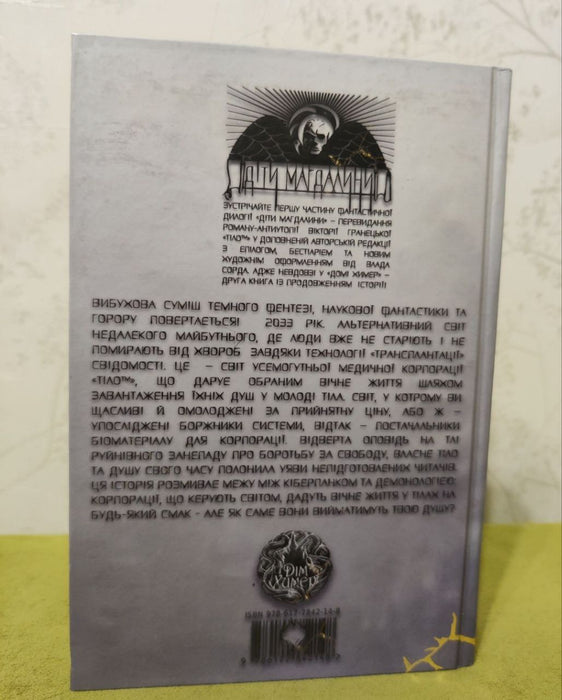 ДІТИ МАГДАЛИНИ
ЗУСТРІЧАЙТЕ ПЕРШУ ЧАСТИНУ ФАНТАСТИЧНОЇ
ДИЛОГІЇ «ДІТИ МАГДАЛИНИ» – ПЕРЕВИДАННЯ
РОМАНУ-АНТИУТОПІЇ ВІКТОРІЇ ГРАНЕЦЬКОЇ
«ТІЛО™» У ДОПОВНЕНІЙ АВТОРСЬКІЙ РЕДАКЦІЇ
З ЕПІЛОГОМ, БЕСТІАРІЄМ ТА НОВИМ
ХУДОЖНІМ ОФОРМЛЕННЯМ ВІД ВЛАДА
СОРДА. АДЖЕ НЕВДОВЗІ У «ДОМІ ХИМЕР» –
ДРУГА КНИГА ІЗ ПРОДОВЖЕННЯМ ІСТОРІЇ!
ВИБУХОВА СУМІШ ТЕМНОГО ФЕНТЕЗІ, НАУКОВОЇ ФАНТАСТИКИ ТА
ГОРОРУ ПОВЕРТАЄТЬСЯ! 2033 РІК. АЛЬТЕРНАТИВНИЙ СВІТ
НЕДАЛЕКОГО МАЙБУТНЬОГО, ДЕ ЛЮДИ ВЖЕ НЕ СТАРІЮТЬ І НЕ
ПОМИРАЮТЬ ВІД ХВОРОБ ЗАВДЯКИ ТЕХНОЛОГІЇ «ТРАНСПЛАНТАЦІЇ»
СВІДОМОСТІ. ЦЕ – СВІТ УСЕМОГУТНЬОЇ МЕДИЧНОЇ КОРПОРАЦІЇ
«ТІЛО™», ЩО ДАРУЄ ОБРАНИМ ВІЧНЕ ЖИТТЯ ШЛЯХОМ
ЗАВАНТАЖЕННЯ ЇХНІХ ДУШ У МОЛОДІ ТІЛА. СВІТ, У КОТРОМУ ВИ
ЩАСЛИВІ Й ОМОЛОДЖЕНІ ЗА ПРИЙНЯТНУ ЦІНУ, АБО Ж –
УПОСЛІДЖЕНІ БОРЖНИКИ СИСТЕМИ, ВІДТАК – ПОСТАЧАЛЬНИКИ
БІОМАТЕРІАЛУ ДЛЯ КОРПОРАЦІЇ. ВІДВЕРТА ОПОВІДЬ НА ТЛІ
РУЙНІВНОГО ЗАНЕПАДУ ПРО БОРОТЬБУ ЗА СВОБОДУ, ВЛАСНЕ ТІЛО
ТА ДУШУ СВОГО ЧАСУ ПОЛОНИЛА УЯВИ НЕПІДГОТОВЛЕНИХ ЧИТАЧІВ.
ЦЯ ІСТОРІЯ РОЗМИВАЄ МЕЖУ МІЖ КІБЕРПАНКОМ ТА ДЕМОНОЛОГІЄЮ:
КОРПОРАЦІЇ, ЩО КЕРУЮТЬ СВІТОМ, ДАДУТЬ ВІЧНЕ ЖИТТЯ У ТІЛАХ НА
БУДЬ-ЯКИЙ СМАК – АЛЕ ЯК САМЕ ВОНИ ВИЙМАТИМУТЬ ТВОЮ ДУШУ?
ДІМ
ХИМЕР
ISBN 978-617-7842-14-8